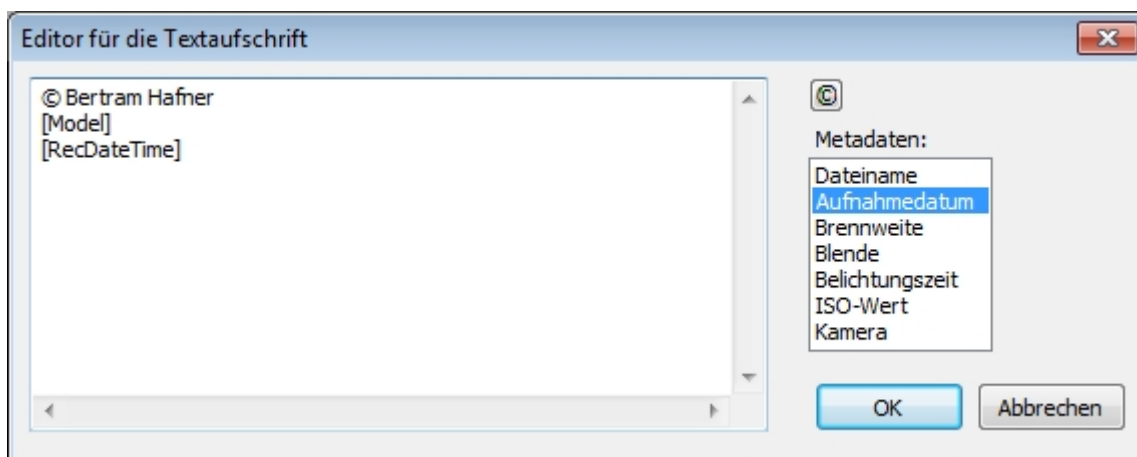 Editor für die Textaufschrift
© Bertram Hafner
[Model]
[RecDateTime]
©
Metadaten:
Dateiname
Aufnahmedatum
Brennweite
Blende
Belichtungszeit
ISO-Wert
Kamera
OK
Abbrechen